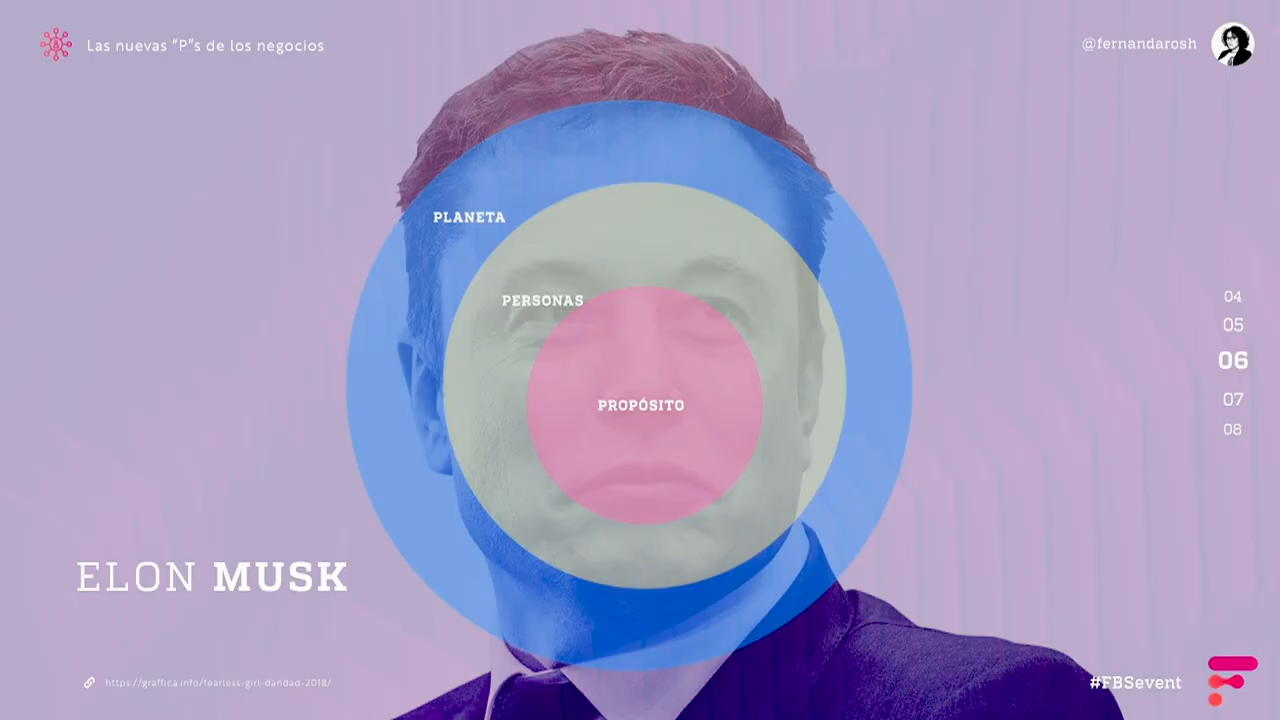 Las nuevas "P"s de los negocios
@fernandarosh
PLANETA
PERSONAS
PROPÓSITO
04
05
06
07
08
ELON MUSK
https://graffica.info/fearless-girl-dandad-2018/
#FBSevent